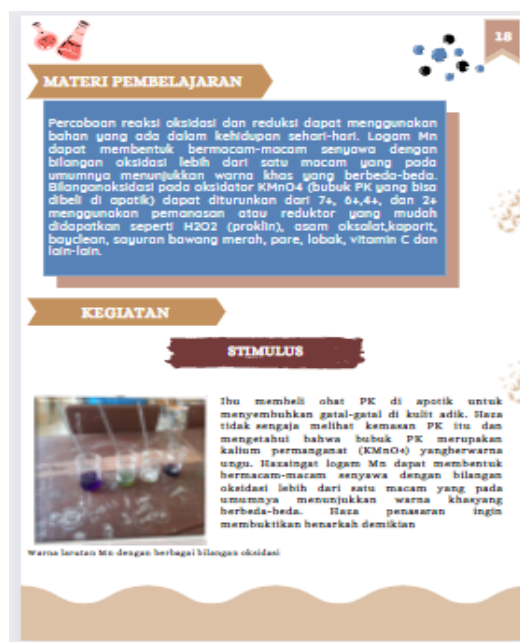 18
MATERI PEMBELAJARAN
Percobaan reaksi oksidasi dan reduksi dapat menggunakan
bahan yang ada dalam kehidupan sehari-hari. Logam Mn
dapat membentuk bermacam-macam senyawa dengan
bilangan oksidasi lebih dari satu macam yang pada
umumnya menunjukkan warna khas yang berbeda-beda.
Bilanganoksidasi pada oksidator KMnO4 (bubuk PK yang bisa
dibeli di apotik) dapat diturunkan dari 7+, 6+,4+, dan 2+
menggunakan pemanasan atau reduktor yang mudah
didapatkan seperti H2O2 (proklin), asam oksalat,kaporit,
bayclean, sayuran bawang merah, pare, lobak, vitamin C dan
lain-lain.
KEGIATAN
STIMULUS
Ibu membeli obat PK di apotik untuk
menyembuhkan gatal-gatal di kulit adik. Haza
tidak sengaja melihat kemasan PK itu dan
mengetahui bahwa bubuk PK merupakan
kalium permanganat (KMnO4) yangberwarna
ungu. Hazaingat logam Mn dapat membentuk
bermacam-macam senyawa dengan bilangan
oksidasi lebih dari satu macam yang pada
umumnya menunjukkan warna khasyang
berbeda-beda. Haza penasaran ingin
membuktikan benarkah demikian
Warna larutan Mn dengan berbagai bilangan oksidasi